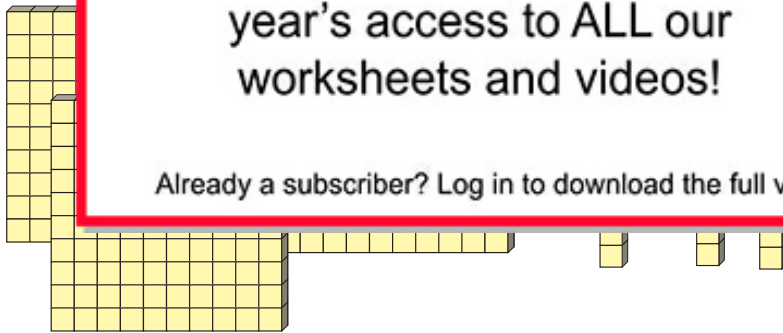 year's access to ALL our
worksheets and videos!
Already a subscriber? Log in to download the full